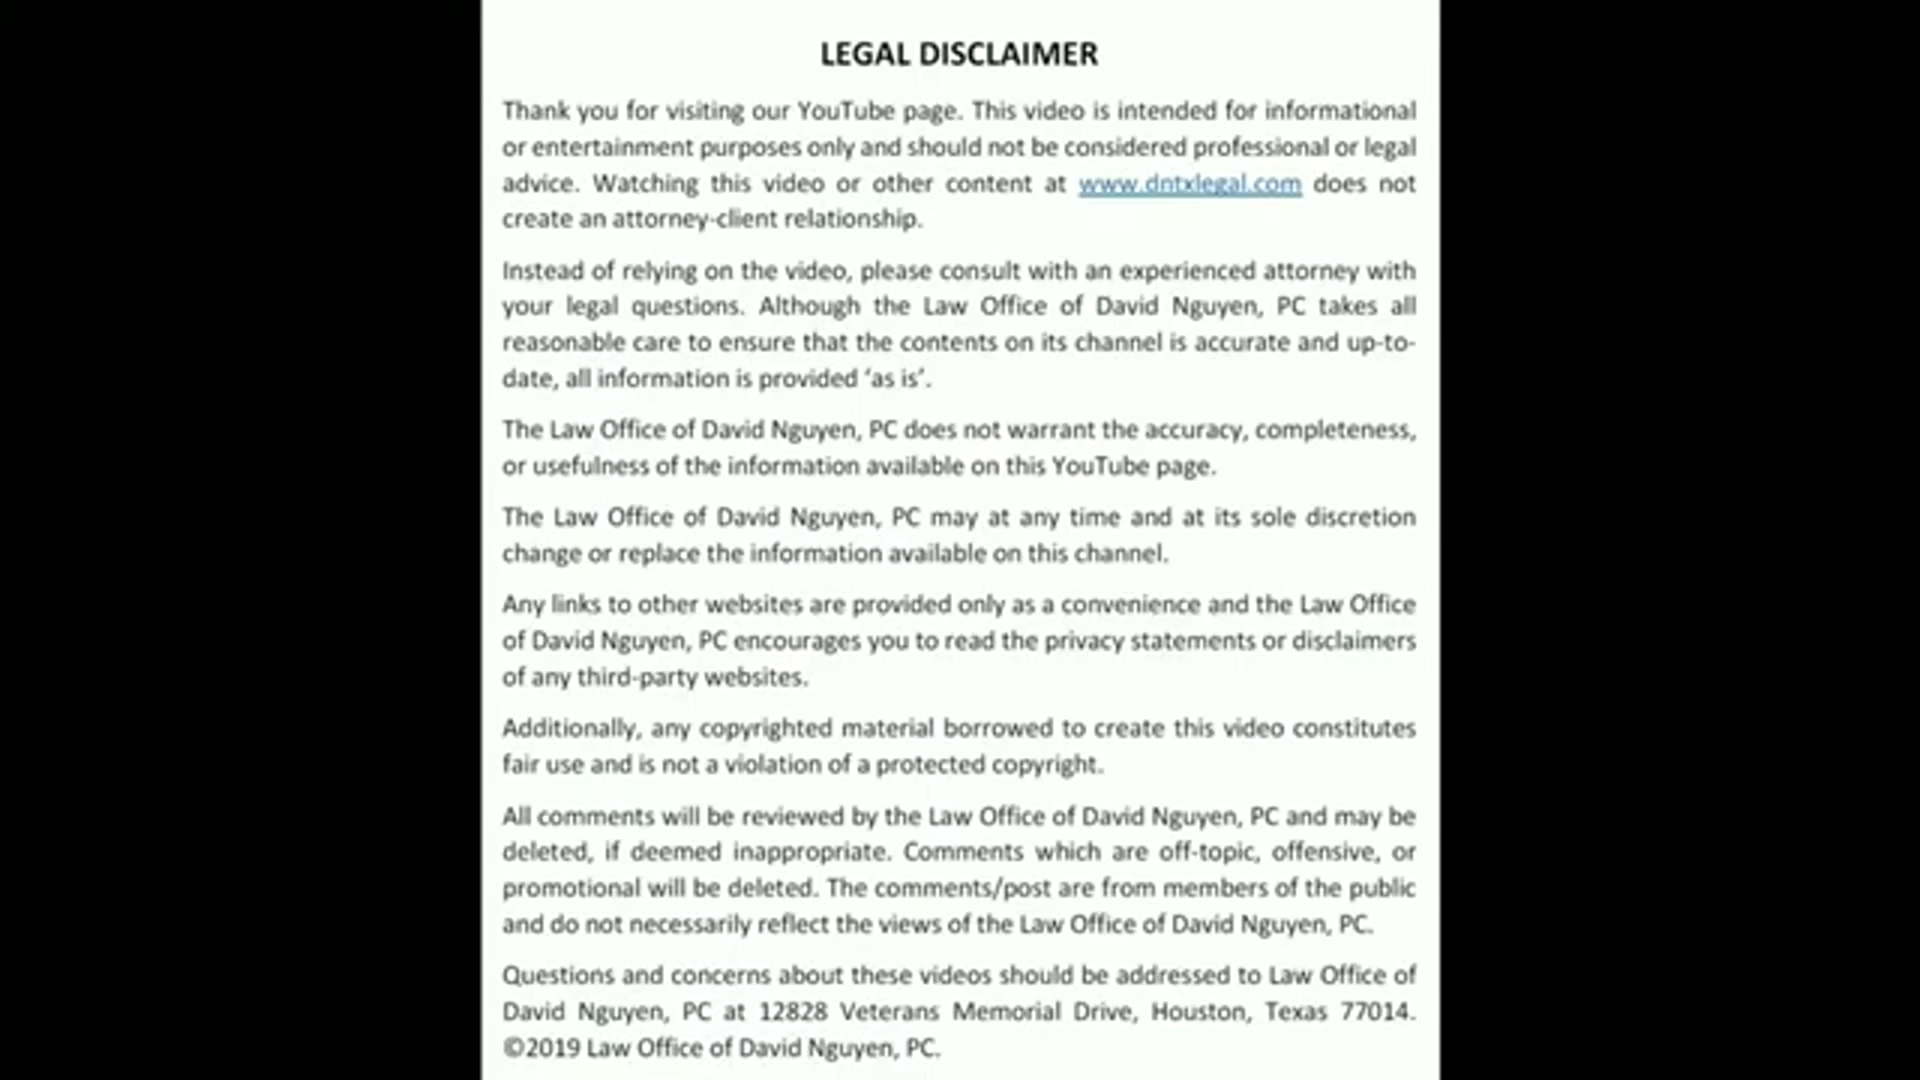 LEGAL DISCLAIMER
Thank you for visiting our YouTube page. This video is intended for informational
or entertainment purposes only and should not be considered professional or legal
advice. Watching this video or other content at www.dntxlegal.com does not
create an attorney-client relationship.
Instead of relying on the video, please consult with an experienced attorney with
your legal questions. Although the Law Office of David Nguyen, PC takes all
reasonable care to ensure that the contents on its channel is accurate and up-to-
date, all information is provided ‘as is’.
The Law Office of David Nguyen, PC does not warrant the accuracy, completeness,
or usefulness of the information available on this YouTube page.
The Law Office of David Nguyen, PC may at any time and at its sole discretion
change or replace the information available on this channel.
Any links to other websites are provided only as a convenience and the Law Office
of David Nguyen, PC encourages you to read the privacy statements or disclaimers
of any third-party websites.
Additionally, any copyrighted material borrowed to create this video constitutes
fair use and is not a violation of a protected copyright.
All comments will be reviewed by the Law Office of David Nguyen, PC and may be
deleted, if deemed inappropriate. Comments which are off-topic, offensive, or
promotional will be deleted. The comments/post are from members of the public
and do not necessarily reflect the views of the Law Office of David Nguyen, PC.
Questions and concerns about these videos should be addressed to Law Office of
David Nguyen, PC at 12828 Veterans Memorial Drive, Houston, Texas 77014.
©2019 Law Office of David Nguyen, PC.